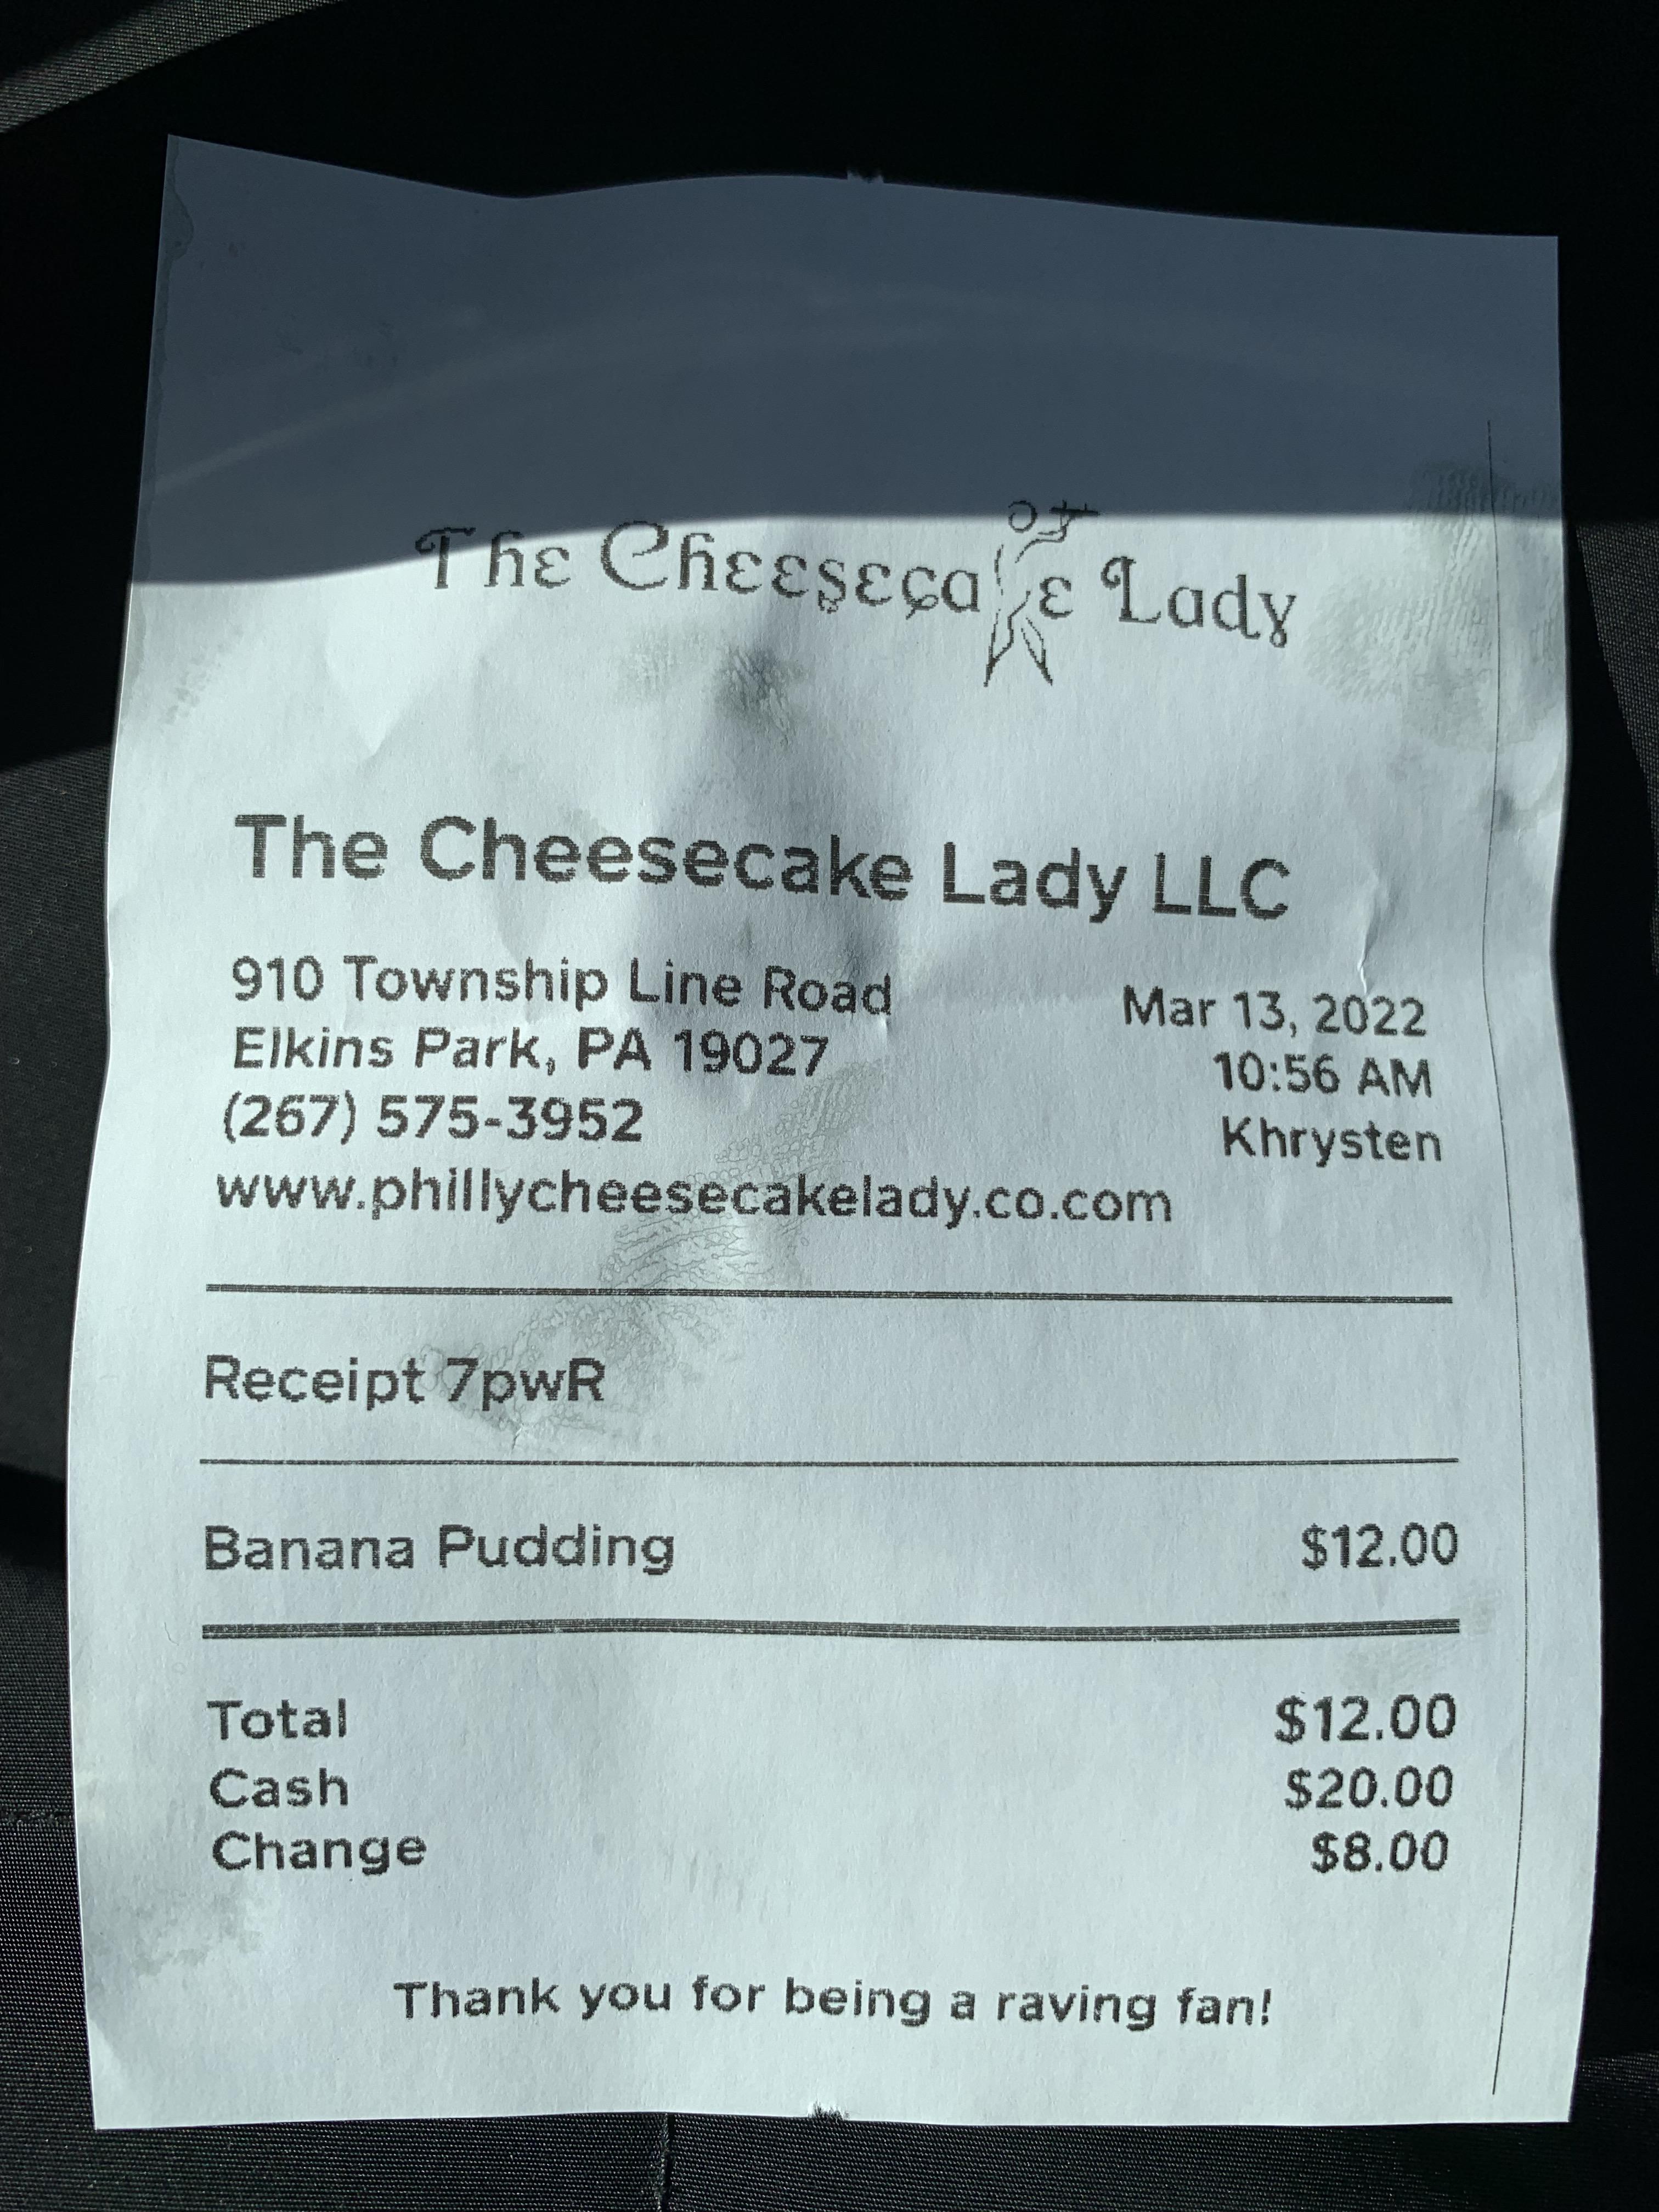 The Cheesecake Lady
The Cheesecake Lady LLC
910 Township Line Road
Elkins Park, PA 19027
(267) 575-3952
www.phillycheesecakelady.co.com
Mar 13, 2022
10:56 AM
Khrysten
Receipt 7pwR
Banana Pudding $12.00
Total $12.00
Cash $20.00
Change $8.00
Thank you for being a raving fan!